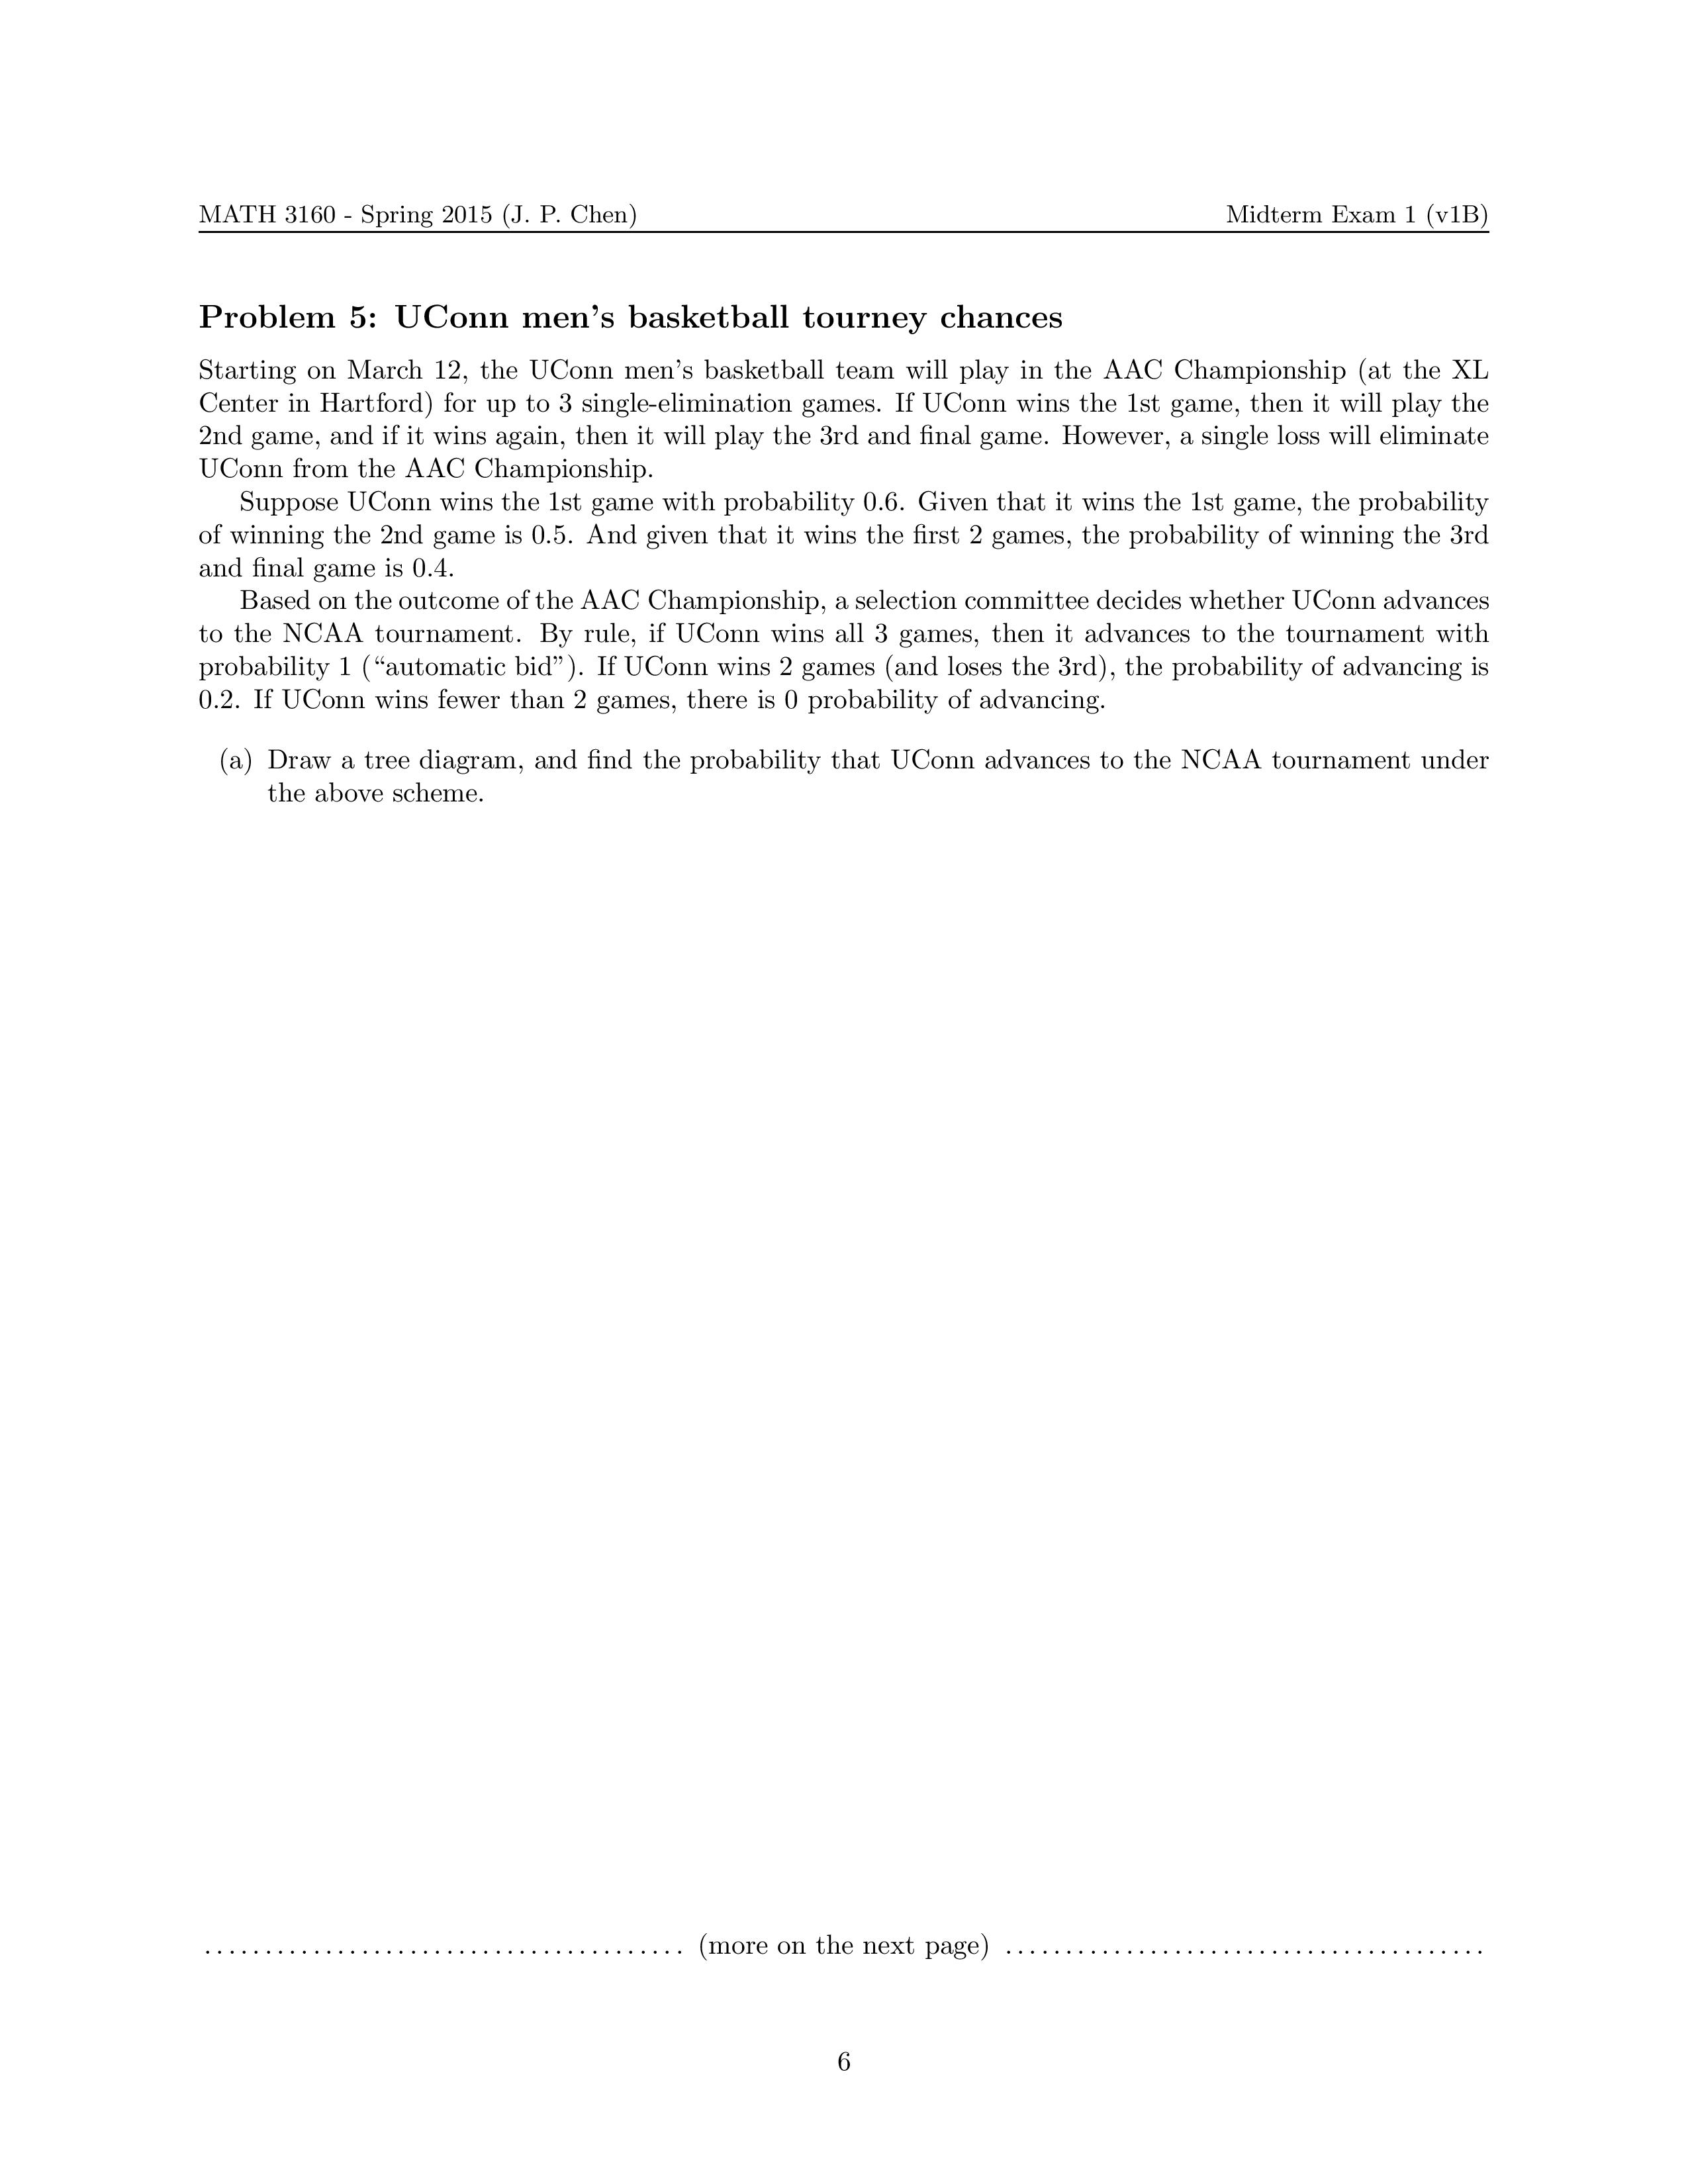 MATH 3160 - Spring 2015 (J. P. Chen) Midterm Exam 1 (v1B)
Problem 5: UConn men's basketball tourney chances
Starting on March 12, the UConn men's basketball team will play in the AAC Championship (at the XL
Center in Hartford) for up to 3 single-elimination games. If UConn wins the 1st game, then it will play the
2nd game, and if it wins again, then it will play the 3rd and final game. However, a single loss will eliminate
UConn from the AAC Championship.
Suppose UConn wins the 1st game with probability 0.6. Given that it wins the 1st game, the probability
of winning the 2nd game is 0.5. And given that it wins the first 2 games, the probability of winning the 3rd
and final game is 0.4.
Based on the outcome of the AAC Championship, a selection committee decides whether UConn advances
to the NCAA tournament. By rule, if UConn wins all 3 games, then it advances to the tournament with
probability 1 (“automatic bid”). If UConn wins 2 games (and loses the 3rd), the probability of advancing is
0.2. If UConn wins fewer than 2 games, there is 0 probability of advancing.
(a) Draw a tree diagram, and find the probability that UConn advances to the NCAA tournament under
the above scheme.
........................................ (more on the next page) ........................................
6